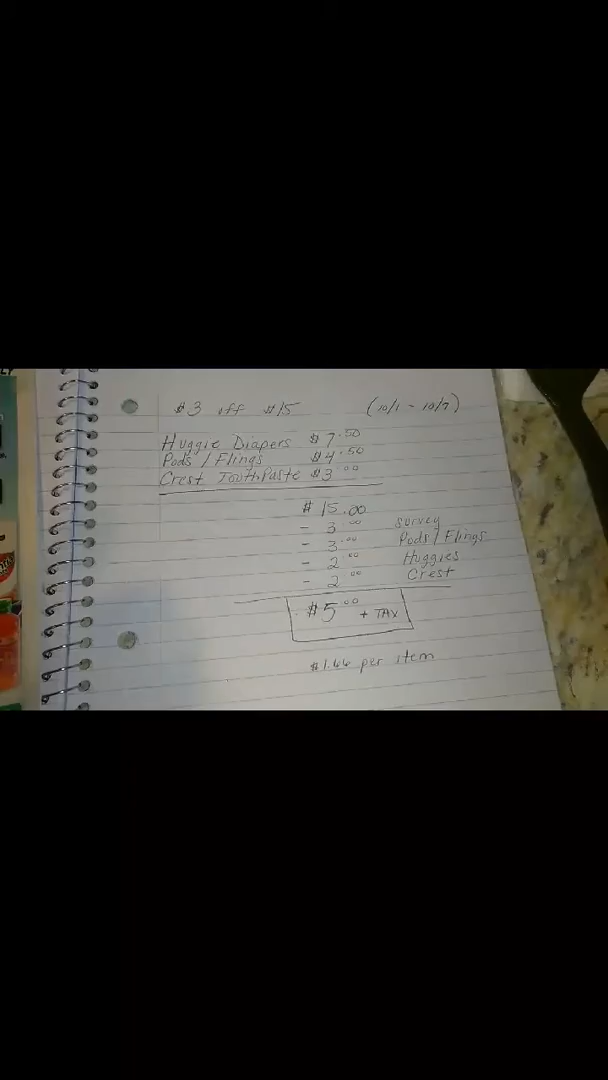 $3 off $15 (10/1 - 10/7)
Huggie Diapers $7.50
Pods / Flings $4.50
Crest ToothPaste $3.00
$15.00
- 3.00 survey
- 3.00 Pods / Flings
- 2.00 Huggies
- 2.00 Crest
$5.00 + TAX
$1.66 per item